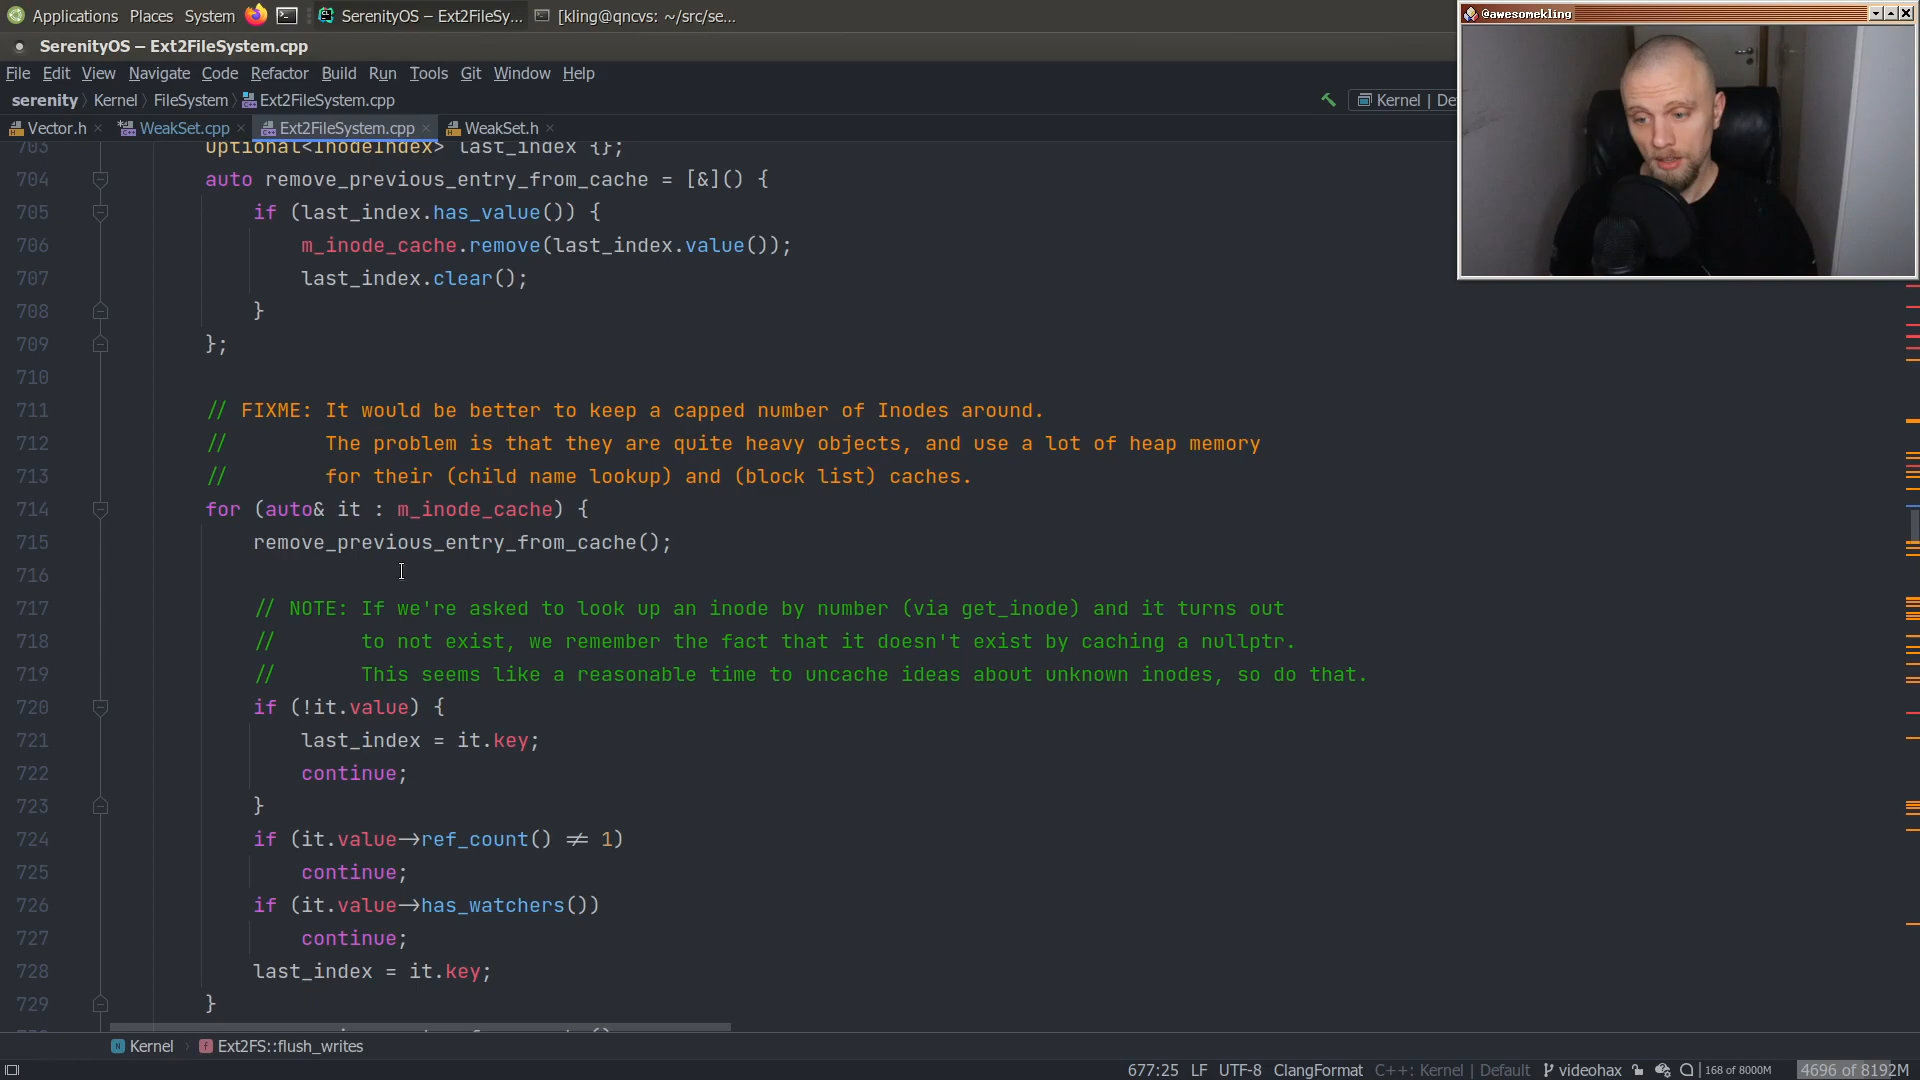 Applications Places System SerenityOS – Ext2FileSy... [kling@qncvs: ~/src/se...
@awesomekling
SerenityOS – Ext2FileSystem.cpp
File Edit View Navigate Code Refactor Build Run Tools Git Window Help
serenity Kernel FileSystem Ext2FileSystem.cpp Kernel | De
Vector.h WeakSet.cpp Ext2FileSystem.cpp WeakSet.h
703 Optional<InodeIndex> last_index {};
704 auto remove_previous_entry_from_cache = [&]() {
705 if (last_index.has_value()) {
706 m_inode_cache.remove(last_index.value());
707 last_index.clear();
708 }
709 };
710
711 // FIXME: It would be better to keep a capped number of Inodes around.
712 // The problem is that they are quite heavy objects, and use a lot of heap memory
713 // for their (child name lookup) and (block list) caches.
714 for (auto& it : m_inode_cache) {
715 remove_previous_entry_from_cache();
716
717 // NOTE: If we're asked to look up an inode by number (via get_inode) and it turns out
718 // to not exist, we remember the fact that it doesn't exist by caching a nullptr.
719 // This seems like a reasonable time to uncache ideas about unknown inodes, so do that.
720 if (!it.value) {
721 last_index = it.key;
722 continue;
723 }
724 if (it.value->ref_count() != 1)
725 continue;
726 if (it.value->has_watchers())
727 continue;
728 last_index = it.key;
729 }
Kernel Ext2FS::flush_writes
677:25 LF UTF-8 ClangFormat C++: Kernel | Default videohax 168 of 8000M 4696 of 8192M